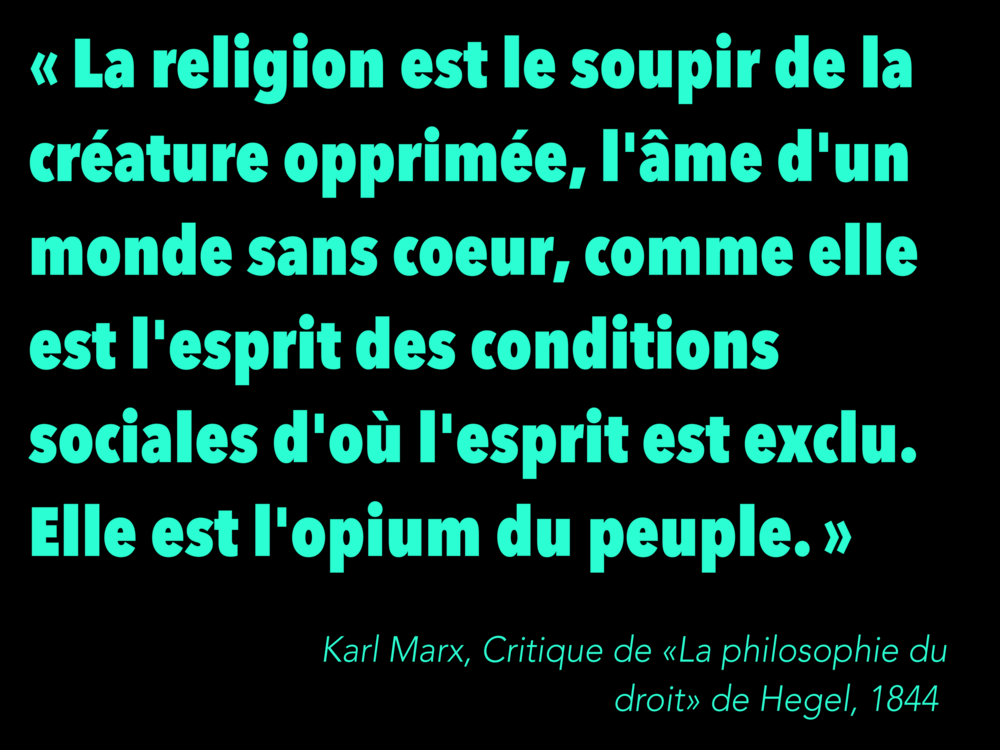 « La religion est le soupir de la
créature opprimée, l'âme d'un
monde sans coeur, comme elle
est l'esprit des conditions
sociales d'où l'esprit est exclu.
Elle est l'opium du peuple. »
Karl Marx, Critique de «La philosophie du
droit» de Hegel, 1844